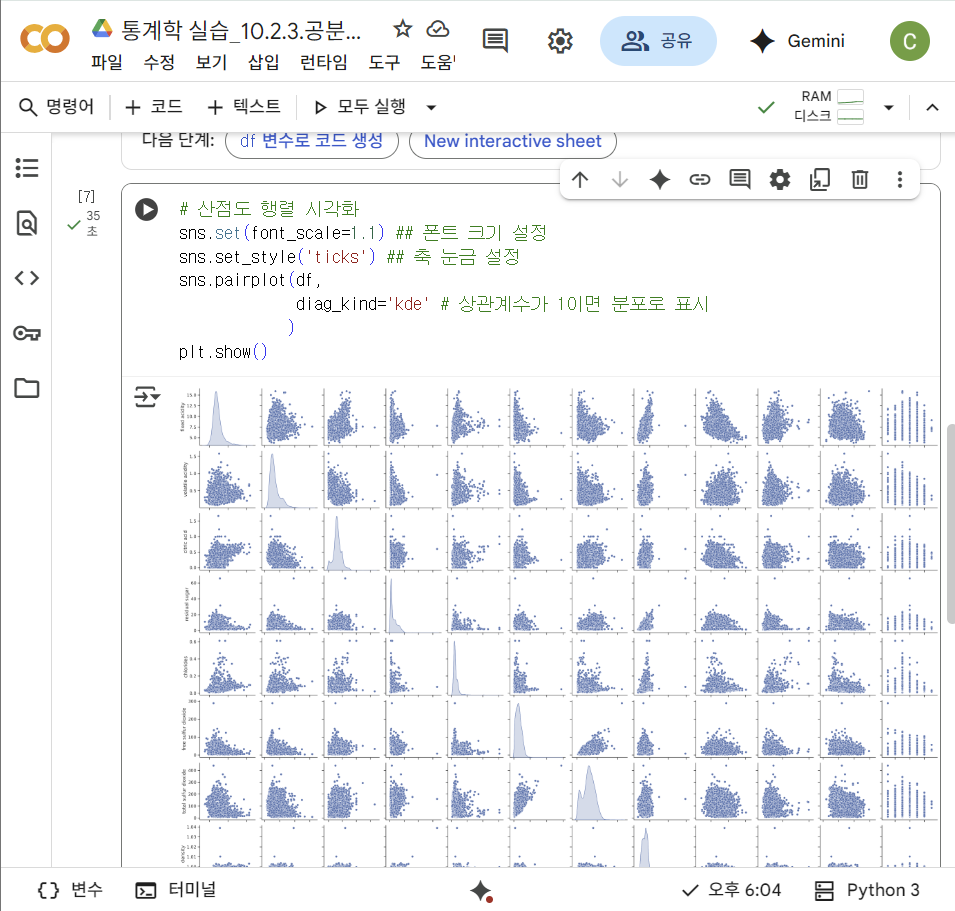 통계학 실습_10.2.3.공분...
파일 수정 보기 삽입 런타임 도구 도움
공유
Gemini
C
명령어 + 코드 + 텍스트 모두 실행
RAM
디스크
다음 단계: df 변수로 코드 생성 New interactive sheet
[7]
35
초
# 산점도 행렬 시각화
sns.set(font_scale=1.1) ## 폰트 크기 설정
sns.set_style('ticks') ## 축 눈금 설정
sns.pairplot(df,
diag_kind='kde' # 상관계수가 1이면 분포로 표시
)
plt.show()
fixed acidity
volatile acidity
citric acid
residual sugar
chlorides
free sulfur dioxide
total sulfur dioxide
density
변수 터미널 오후 6:04 Python 3